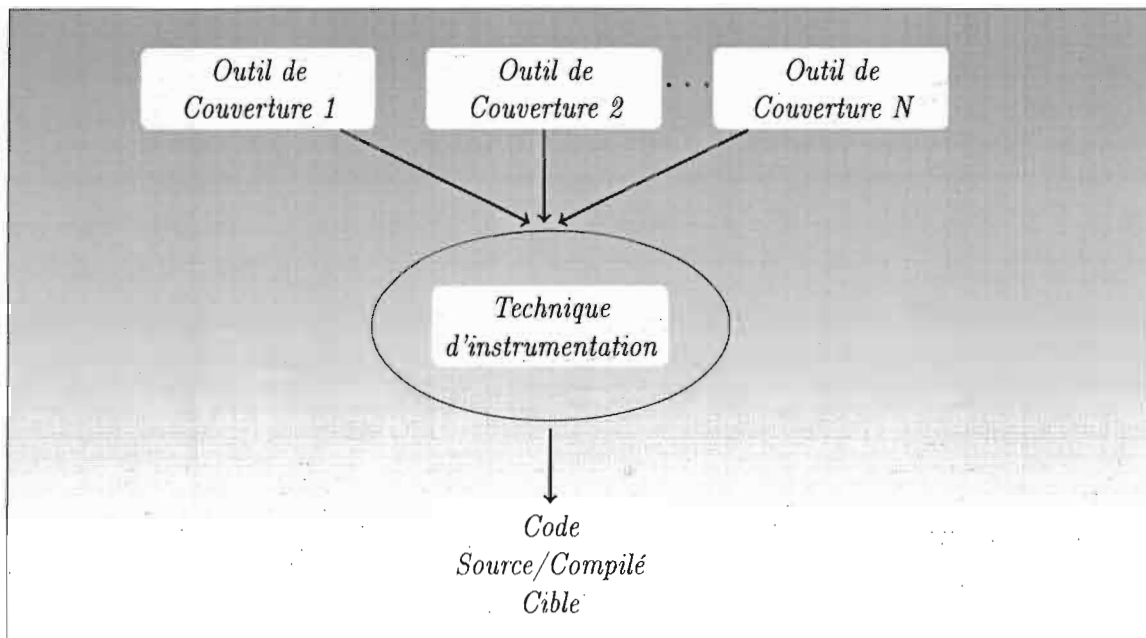 Outil de
Couverture 1
Outil de
Couverture 2
...
Outil de
Couverture N
Technique
d'instrumentation
Code
Source/Compilé
Cible